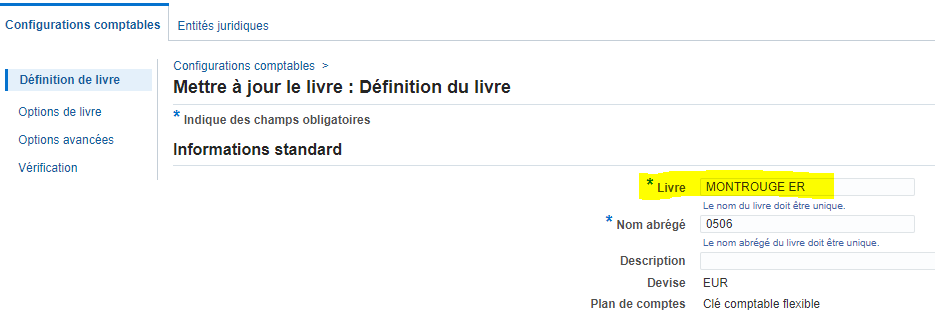 Configurations comptables
Entités juridiques
Définition de livre
Options de livre
Options avancées
Vérification
Configurations comptables >
Mettre à jour le livre : Définition du livre
* Indique des champs obligatoires
Informations standard
* Livre MONTROUGE ER
Le nom du livre doit être unique.
* Nom abrégé 0506
Le nom abrégé du livre doit être unique.
Description
Devise EUR
Plan de comptes Clé comptable flexible